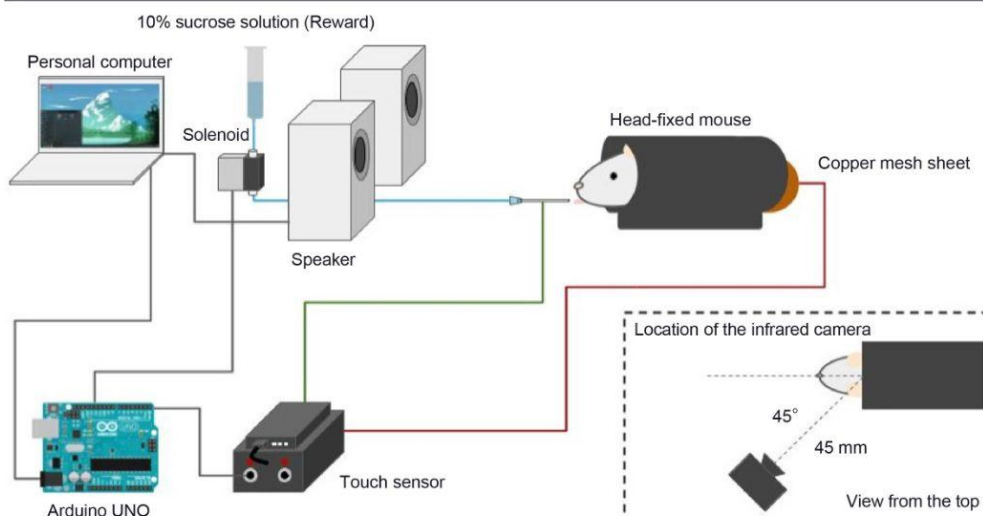 10% sucrose solution (Reward)
Personal computer
Solenoid
Head-fixed mouse
Copper mesh sheet
Speaker
Location of the infrared camera
45°
45 mm
Touch sensor
View from the top
Arduino UNO